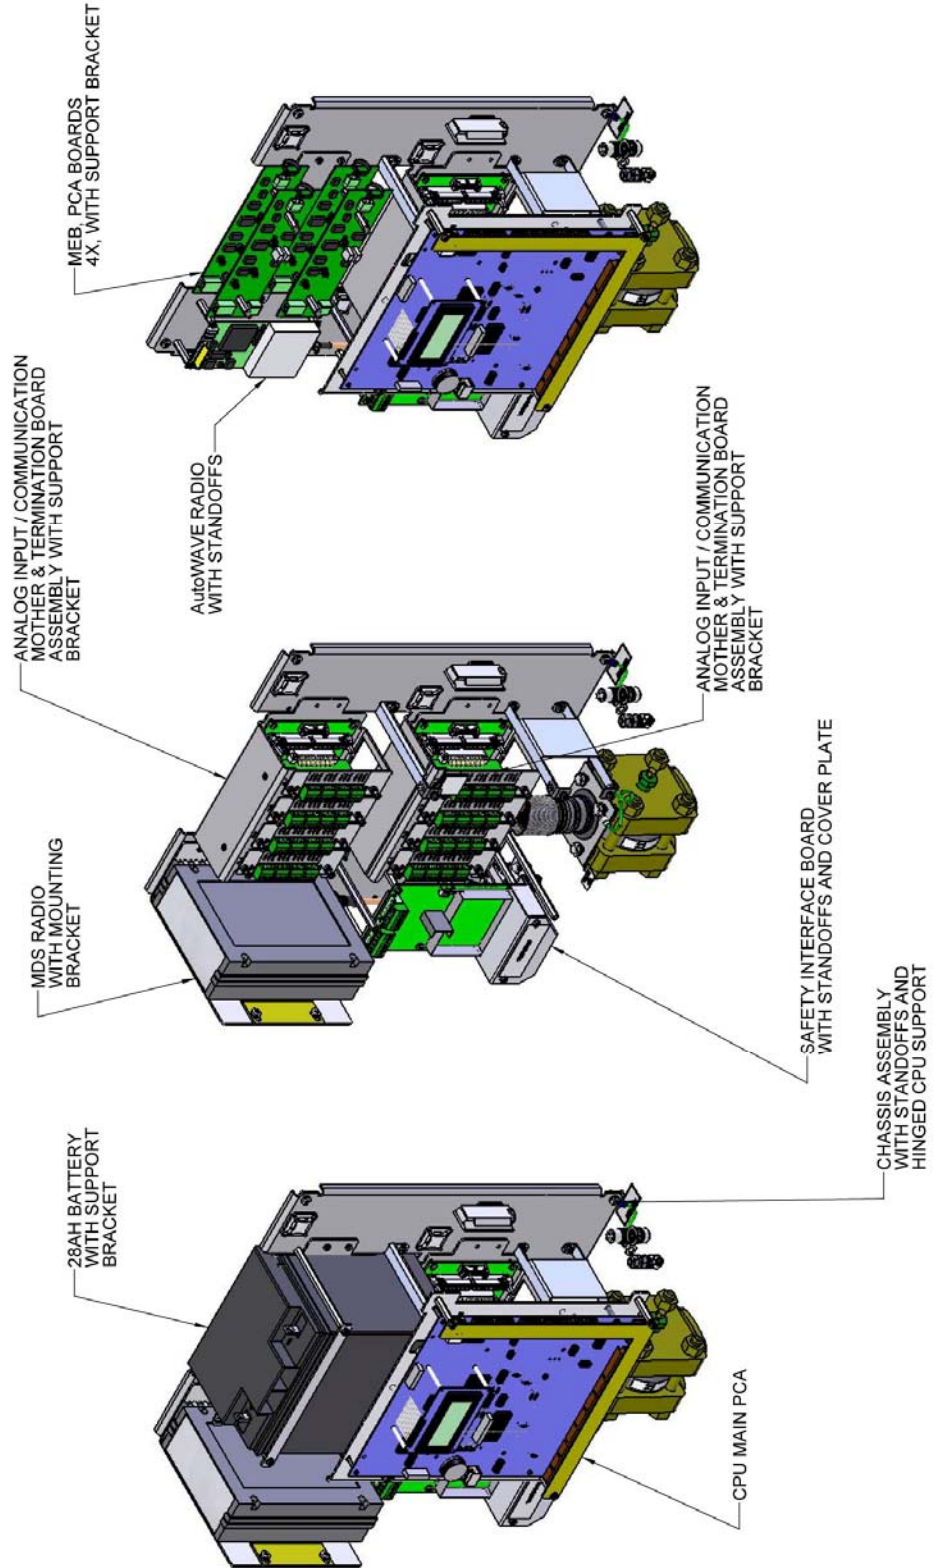 28AH BATTERY
WITH SUPPORT
BRACKET
MDS RADIO
WITH MOUNTING
BRACKET
ANALOG INPUT / COMMUNICATION
MOTHER & TERMINATION BOARD
ASSEMBLY WITH SUPPORT
BRACKET
MEB, PCA BOARDS
4X, WITH SUPPORT BRACKET
AutoWAVE RADIO
WITH STANDOFFS
ANALOG INPUT / COMMUNICATION
MOTHER & TERMINATION BOARD
ASSEMBLY WITH SUPPORT
BRACKET
CPU MAIN PCA
CHASSIS ASSEMBLY
WITH STANDOFFS AND
HINGED CPU SUPPORT
SAFETY INTERFACE BOARD
WITH STANDOFFS AND COVER PLATE